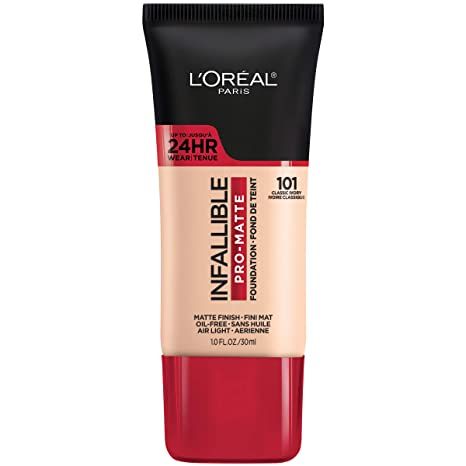 L'ORÉAL
PARIS
UP TO/JUSQU'À
24HR
WEAR/TENUE
101
CLASSIC IVORY
IVOIRE CLASSIQUE
INFALLIBLE
PRO-MATTE
FOUNDATION • FOND DE TEINT
MATTE FINISH • FINI MAT
OIL-FREE • SANS HUILE
AIR LIGHT • AERIENNE
1.0 FL.OZ./30ml